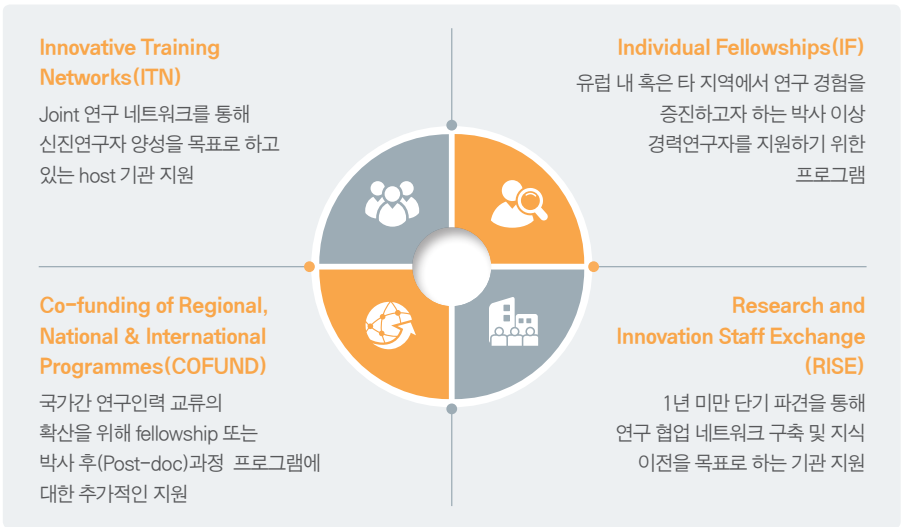 Innovative Training
Networks(ITN)
Joint 연구 네트워크를 통해
신진연구자 양성을 목표로 하고
있는 host 기관 지원
Individual Fellowships(IF)
유럽 내 혹은 타 지역에서 연구 경험을
증진하고자 하는 박사 이상
경력연구자를 지원하기 위한
프로그램
Co-funding of Regional,
National & International
Programmes(COFUND)
국가간 연구인력 교류의
확산을 위해 fellowship 또는
박사 후(Post-doc)과정 프로그램에
대한 추가적인 지원
Research and
Innovation Staff Exchange
(RISE)
1년 미만 단기 파견을 통해
연구 협업 네트워크 구축 및 지식
이전을 목표로 하는 기관 지원